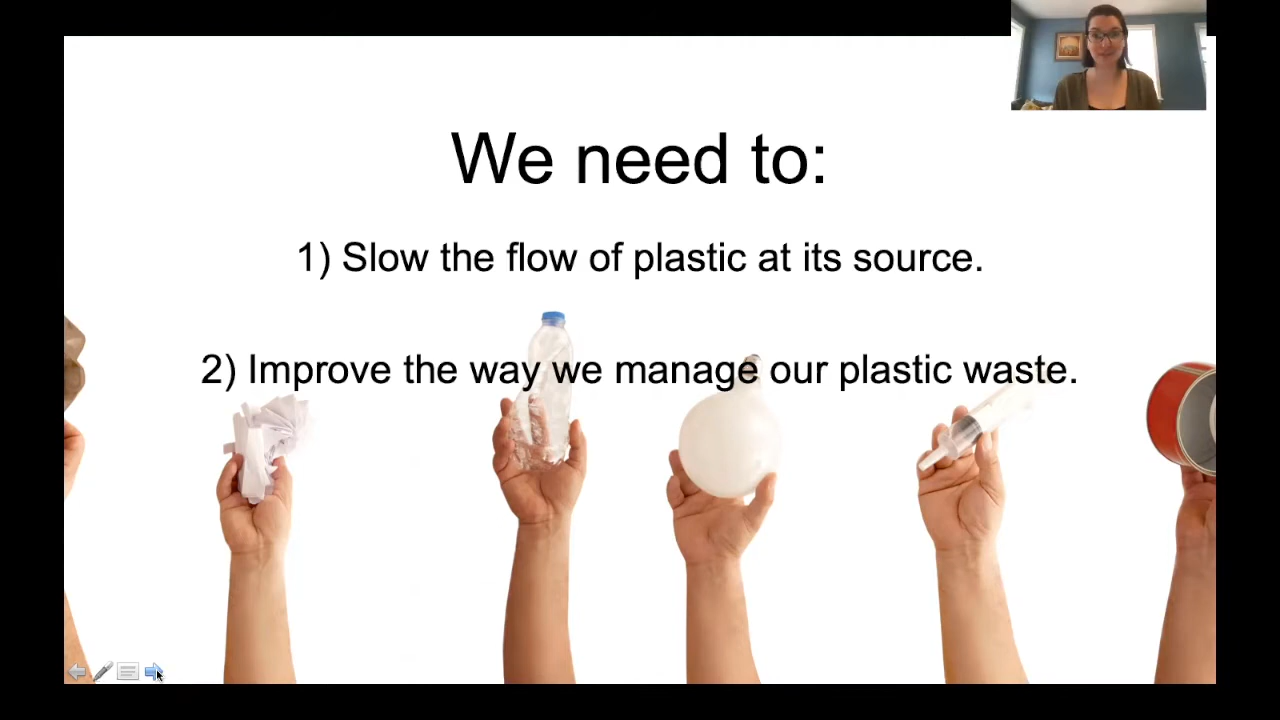 We need to:
1) Slow the flow of plastic at its source.
2) Improve the way we manage our plastic waste.